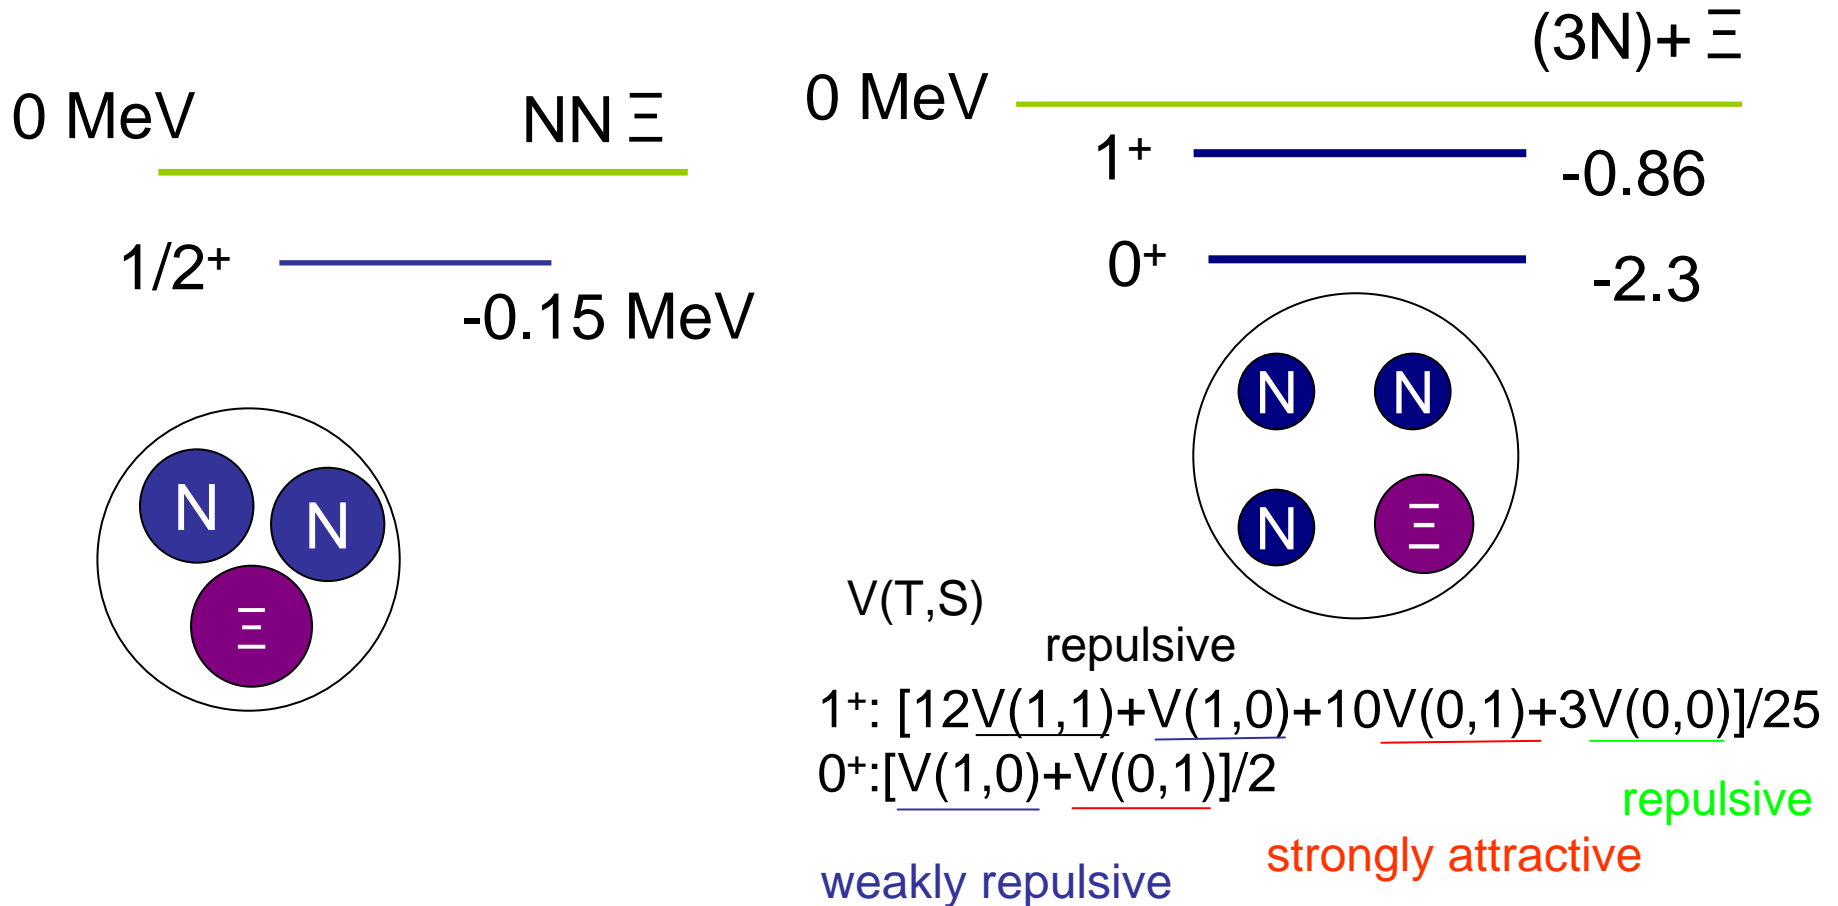 0 MeV
NN Ξ
1/2⁺
-0.15 MeV
N
N
Ξ
(3N)+ Ξ
0 MeV
1⁺
-0.86
0⁺
-2.3
N N
N Ξ
V(T,S)
repulsive
1⁺: [12V(1,1)+V(1,0)+10V(0,1)+3V(0,0)]/25
0⁺:[V(1,0)+V(0,1)]/2
repulsive
strongly attractive
weakly repulsive